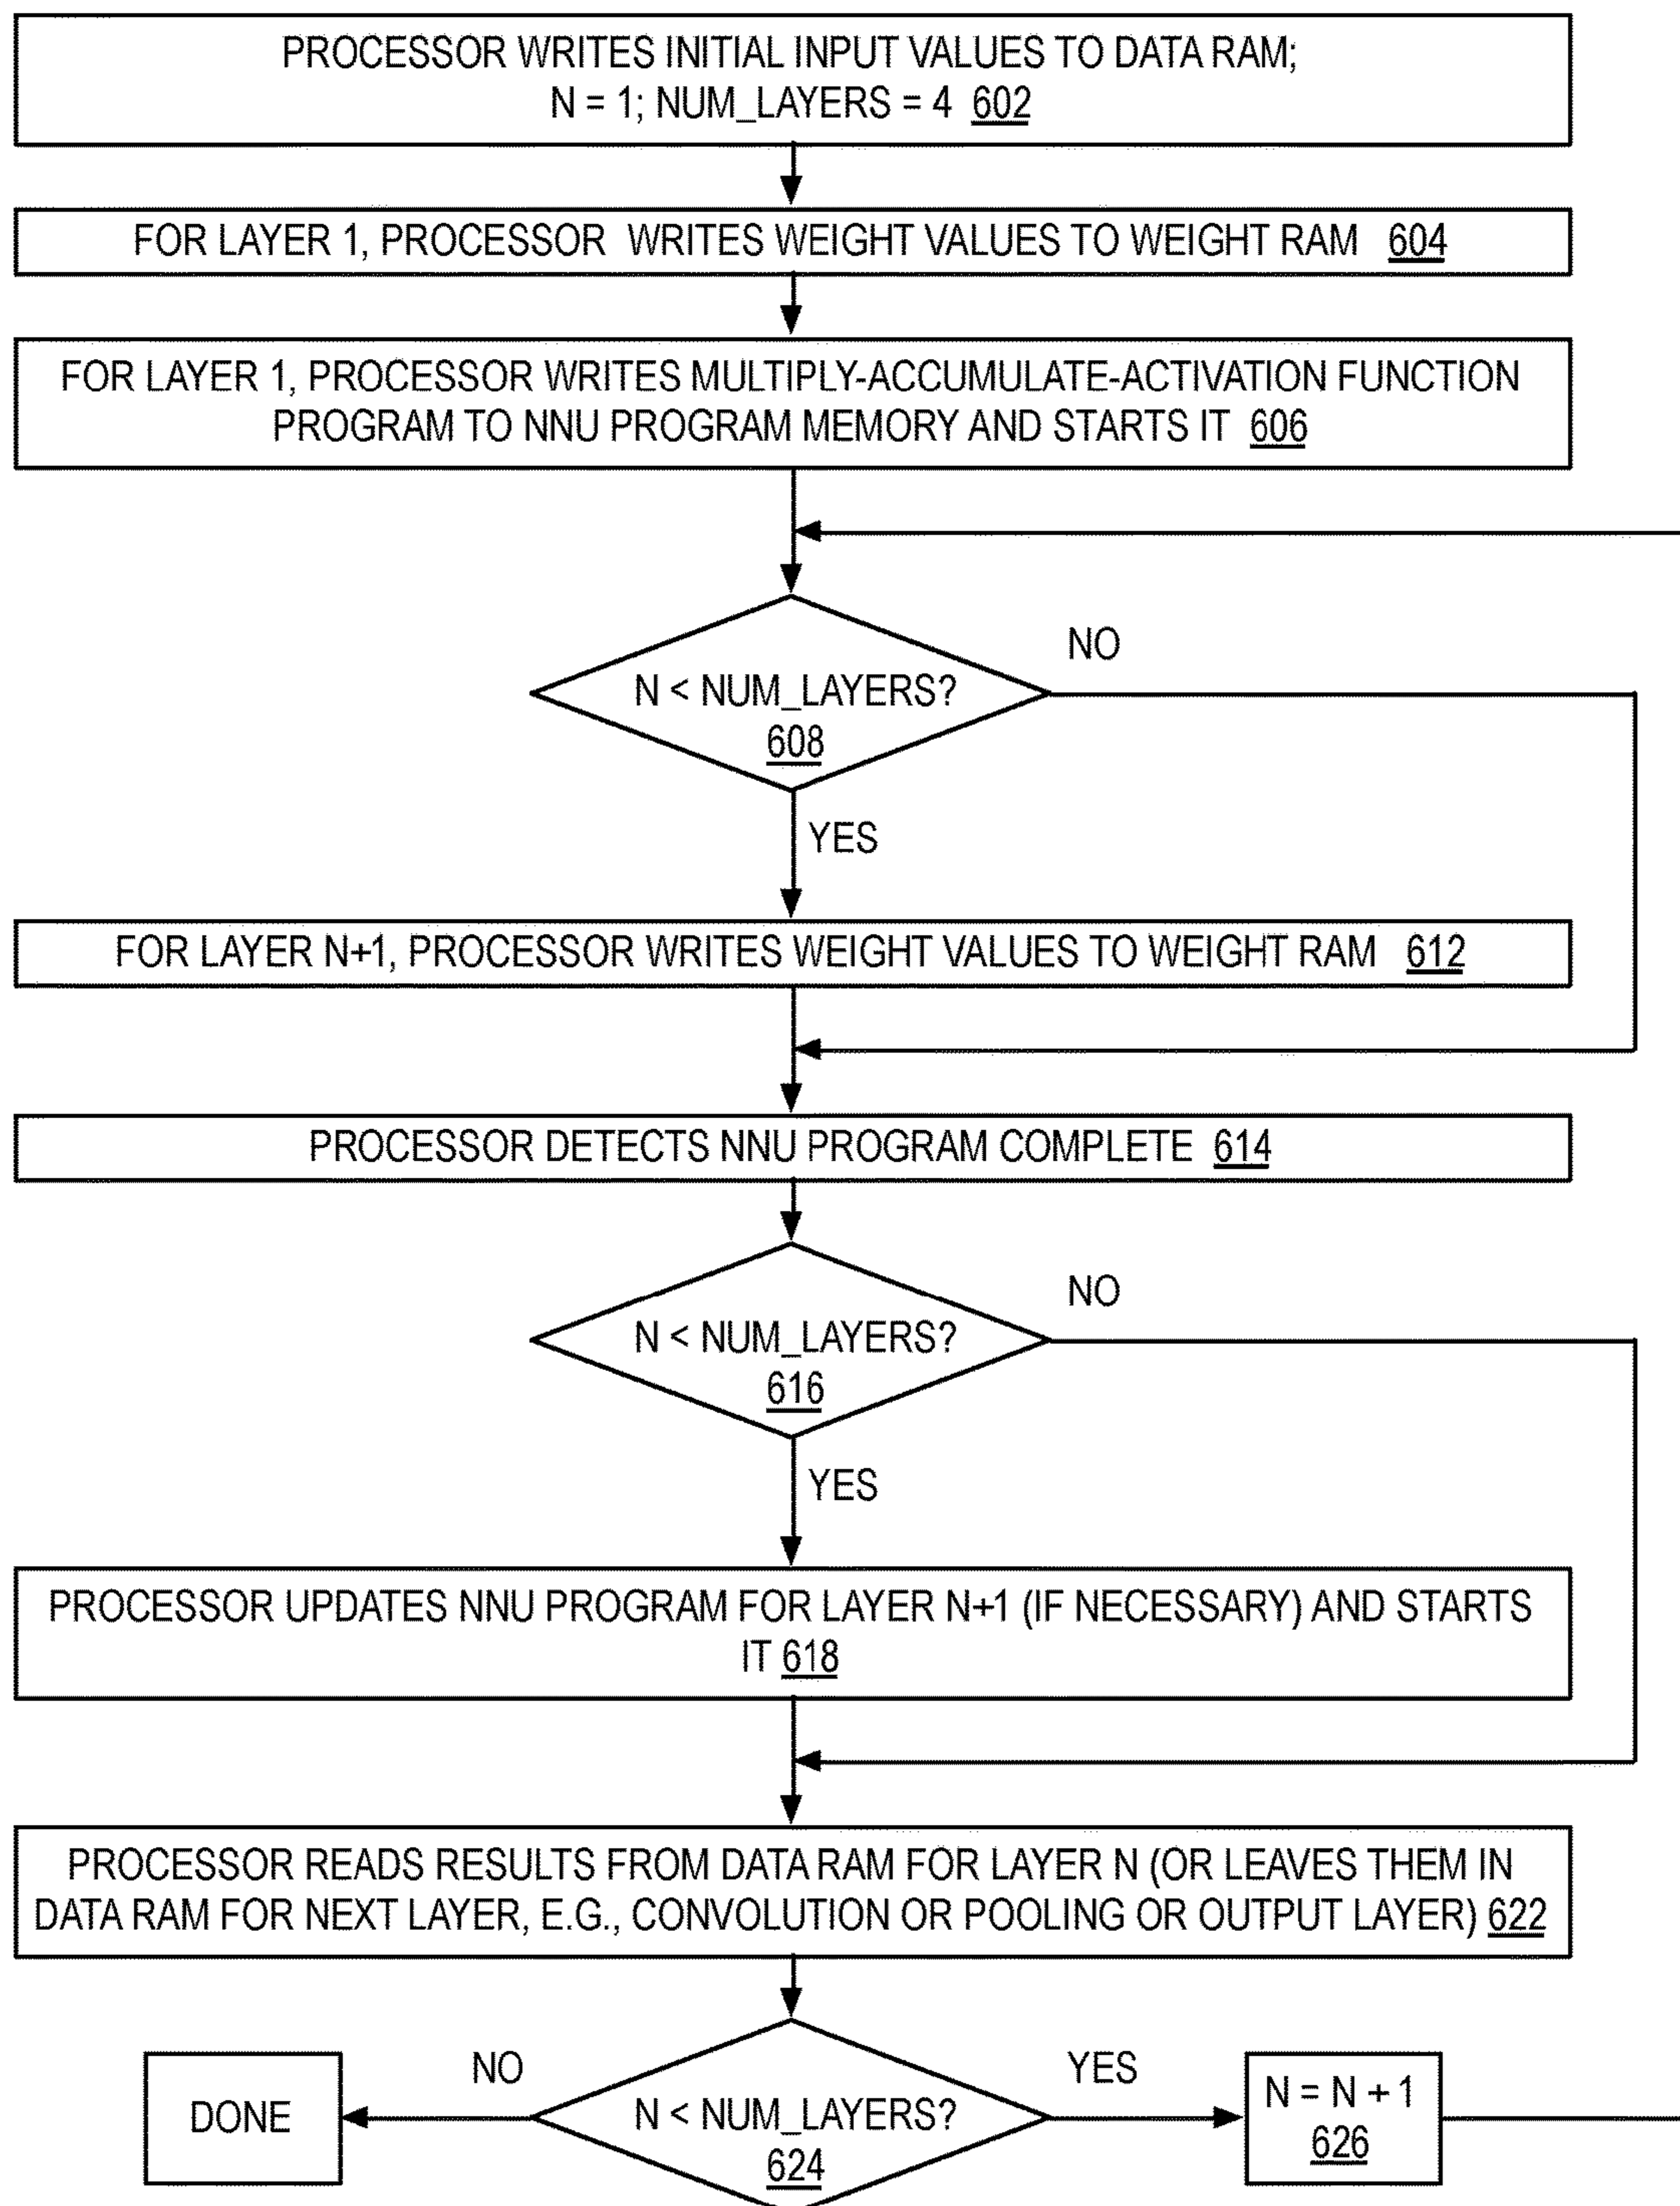 PROCESSOR WRITES INITIAL INPUT VALUES TO DATA RAM;
N = 1; NUM_LAYERS = 4 602
FOR LAYER 1, PROCESSOR WRITES WEIGHT VALUES TO WEIGHT RAM 604
FOR LAYER 1, PROCESSOR WRITES MULTIPLY-ACCUMULATE-ACTIVATION FUNCTION
PROGRAM TO NNU PROGRAM MEMORY AND STARTS IT 606
NO
N < NUM_LAYERS?
608
YES
FOR LAYER N+1, PROCESSOR WRITES WEIGHT VALUES TO WEIGHT RAM 612
PROCESSOR DETECTS NNU PROGRAM COMPLETE 614
NO
N < NUM_LAYERS?
616
YES
PROCESSOR UPDATES NNU PROGRAM FOR LAYER N+1 (IF NECESSARY) AND STARTS
IT 618
PROCESSOR READS RESULTS FROM DATA RAM FOR LAYER N (OR LEAVES THEM IN
DATA RAM FOR NEXT LAYER, E.G., CONVOLUTION OR POOLING OR OUTPUT LAYER) 622
NO
YES
DONE
N < NUM_LAYERS?
624
N = N + 1
626